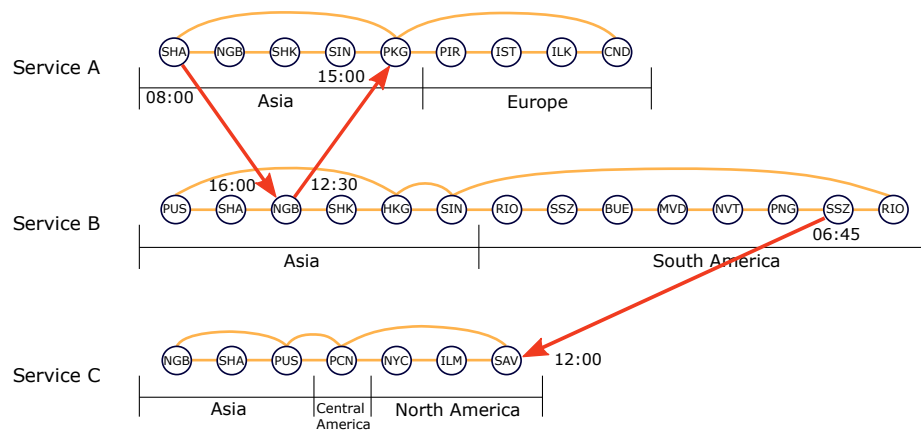 SHA NGB SHK SIN PKG PIR IST ILK CND
Service A
15:00
08:00
Asia
Europe
16:00
12:30
PUS SHA NGB SHK HKG SIN RIO SSZ BUE MVD NVT PNG SSZ RIO
Service B
06:45
Asia
South America
NGB SHA PUS PCN NYC ILM SAV
12:00
Service C
Asia
Central
America
North America